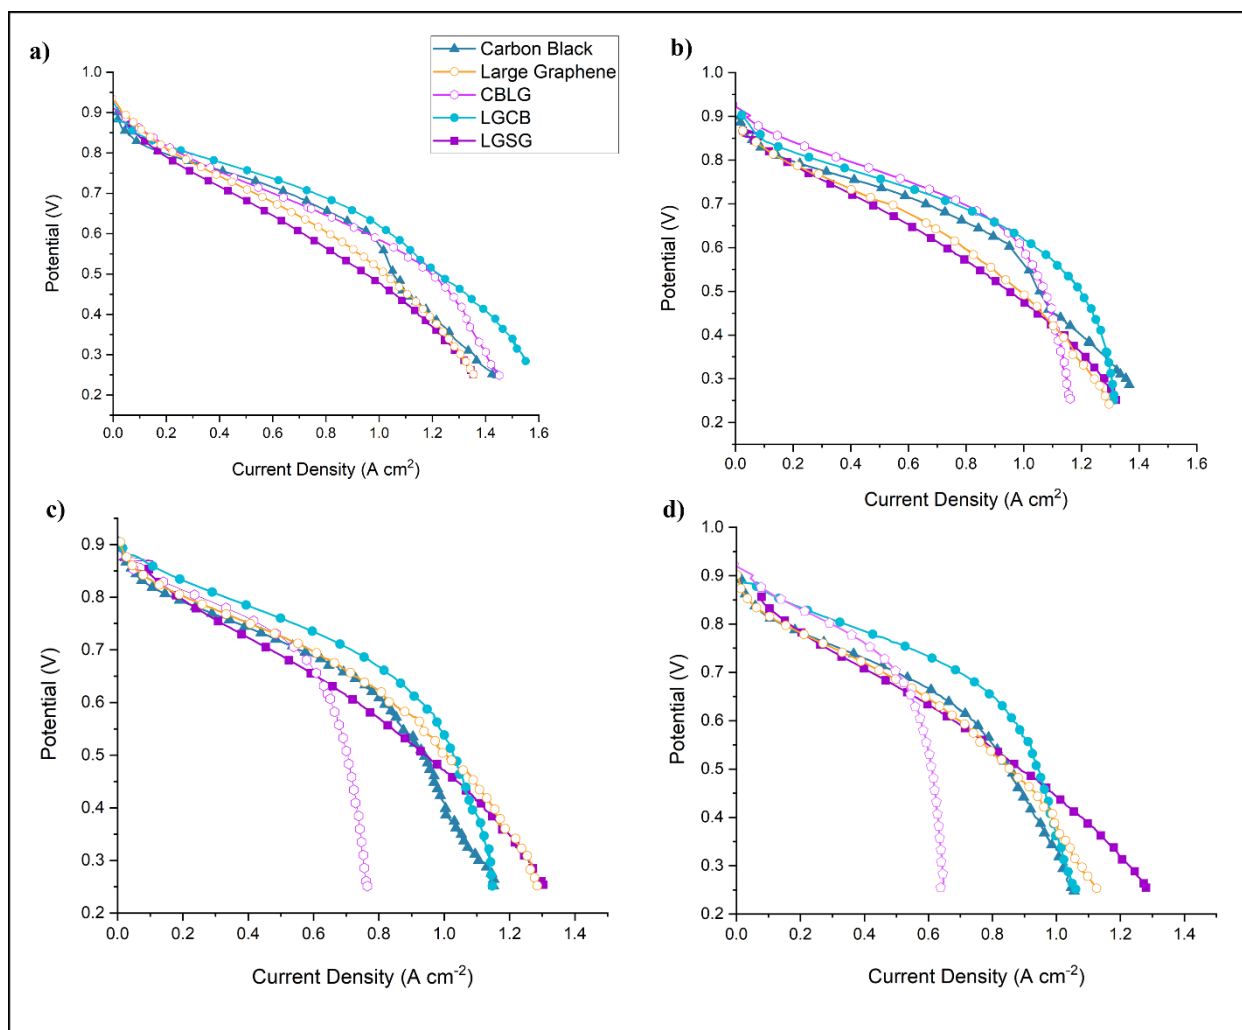 a)
Carbon Black
Large Graphene
CBLG
LGCB
LGSG
1.0
0.9
0.8
0.7
0.6
0.5
0.4
0.3
0.2
Potential (V)
0.0 0.2 0.4 0.6 0.8 1.0 1.2 1.4 1.6
Current Density (A cm²)
b)
1.0
0.9
0.8
0.7
0.6
0.5
0.4
0.3
0.2
Potential (V)
0.0 0.2 0.4 0.6 0.8 1.0 1.2 1.4 1.6
Current Density (A cm²)
c)
0.9
0.8
0.7
0.6
0.5
0.4
0.3
0.2
Potential (V)
0.0 0.2 0.4 0.6 0.8 1.0 1.2 1.4
Current Density (A cm⁻²)
d)
1.0
0.9
0.8
0.7
0.6
0.5
0.4
0.3
0.2
Potential (V)
0.0 0.2 0.4 0.6 0.8 1.0 1.2 1.4
Current Density (A cm⁻²)